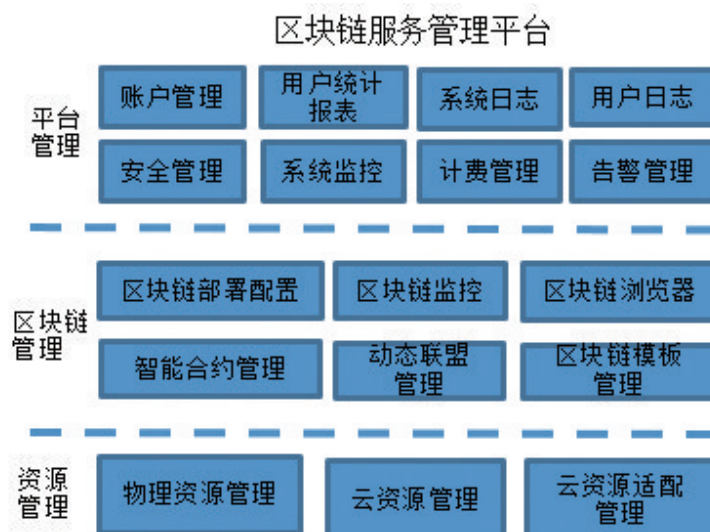 区块链服务管理平台
平台
管理
账户管理
用户统计
报表
系统日志
用户日志
安全管理
系统监控
计费管理
告警管理
区块链
管理
区块链部署配置
区块链监控
区块链浏览器
智能合约管理
动态联盟
管理
区块链模板
管理
资源
管理
物理资源管理
云资源管理
云资源适配
管理